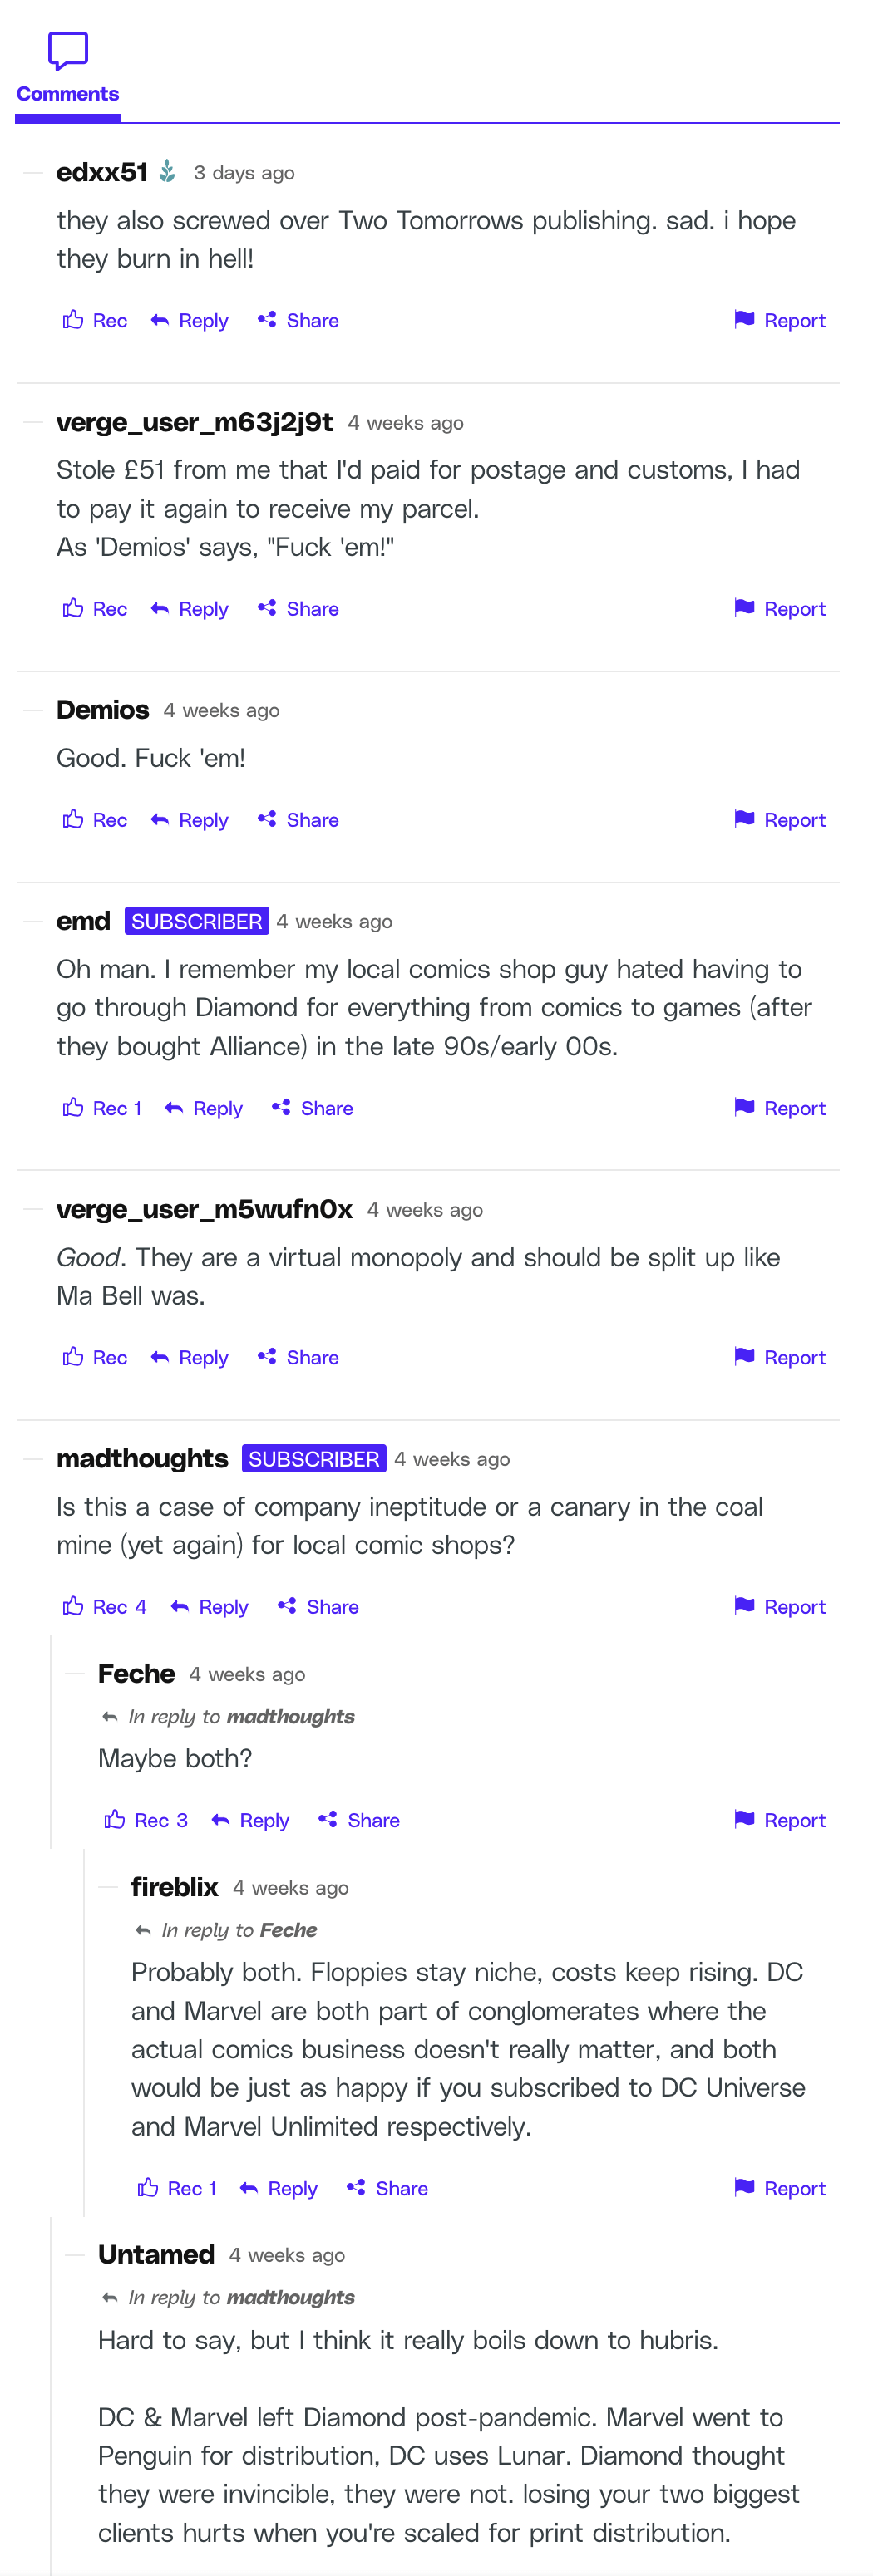 Comments
edxx51 3 days ago
they also screwed over Two Tomorrows publishing. sad. i hope
they burn in hell!
Rec Reply Share Report
verge_user_m63j2j9t 4 weeks ago
Stole £51 from me that I'd paid for postage and customs, I had
to pay it again to receive my parcel.
As 'Demios' says, "Fuck 'em!"
Rec Reply Share Report
Demios 4 weeks ago
Good. Fuck 'em!
Rec Reply Share Report
emd SUBSCRIBER 4 weeks ago
Oh man. I remember my local comics shop guy hated having to
go through Diamond for everything from comics to games (after
they bought Alliance) in the late 90s/early 00s.
Rec 1 Reply Share Report
verge_user_m5wufn0x 4 weeks ago
Good. They are a virtual monopoly and should be split up like
Ma Bell was.
Rec Reply Share Report
madthoughts SUBSCRIBER 4 weeks ago
Is this a case of company ineptitude or a canary in the coal
mine (yet again) for local comic shops?
Rec 4 Reply Share Report
Feche 4 weeks ago
In reply to madthoughts
Maybe both?
Rec 3 Reply Share Report
fireblix 4 weeks ago
In reply to Feche
Probably both. Floppies stay niche, costs keep rising. DC
and Marvel are both part of conglomerates where the
actual comics business doesn't really matter, and both
would be just as happy if you subscribed to DC Universe
and Marvel Unlimited respectively.
Rec 1 Reply Share Report
Untamed 4 weeks ago
In reply to madthoughts
Hard to say, but I think it really boils down to hubris.
DC & Marvel left Diamond post-pandemic. Marvel went to
Penguin for distribution, DC uses Lunar. Diamond thought
they were invincible, they were not. losing your two biggest
clients hurts when you're scaled for print distribution.